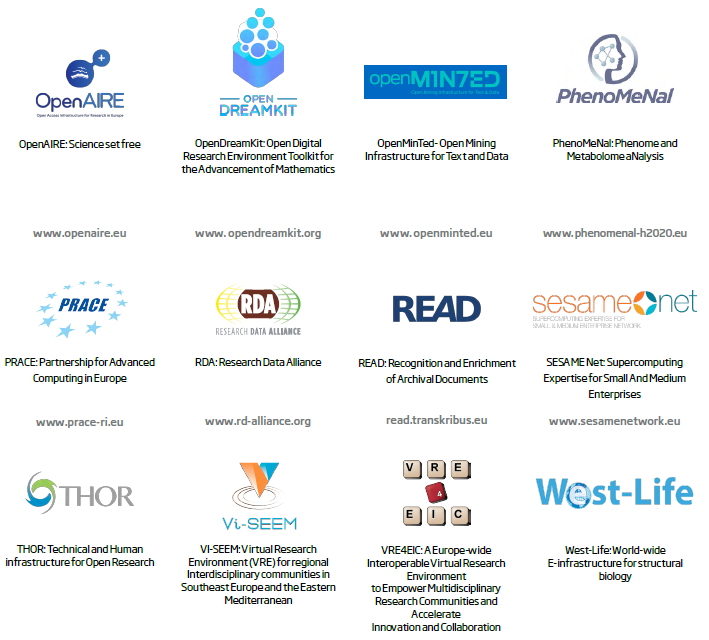 OpenAIRE
Open Access Infrastructure for Research in Europe
OpenAIRE: Science set free
www.openaire.eu
OPEN
DREAMKIT
OpenDreamKit: Open Digital
Research Environment Toolkit for
the Advancement of Mathematics
www. opendreamkit.org
openM1N7ED
Open Mining Infrastructure for Text & Data
OpenMinTed- Open Mining
Infrastructure for Text and Data
www. openminted.eu
PhenoMeNal
PhenoMeNal: Phenome and
Metabolome aNalysis
www. phenomenal-h2020.eu
PRACE
PRACE: Partnership for Advanced
Computing in Europe
www.prace-ri.eu
RDA
RESEARCH DATA ALLIANCE
RDA: Research Data Alliance
www.rd-alliance.org
READ
READ: Recognition and Enrichment
of Archival Documents
read.transkribus.eu
sesame net
SUPERCOMPUTING EXPERTISE FOR
SMALL & MEDIUM ENTERPRISE NETWORK
SESAME Net: Supercomputing
Expertise for Small And Medium
Enterprises
www.sesamenetwork.eu
THOR
THOR: Technical and Human
infrastructure for Open Research
Vi-SEEM
VI-SEEM: Virtual Research
Environment (VRE) for regional
Interdisciplinary communities in
Southeast Europe and the Eastern
Mediterranean
V R E
4
E I C
VRE4EIC: A Europe-wide
Interoperable Virtual Research
Environment
to Empower Multidisciplinary
Research Communities and
Accelerate
Innovation and Collaboration
West-Life
West-Life: World-wide
E-infrastructure for structural
biology